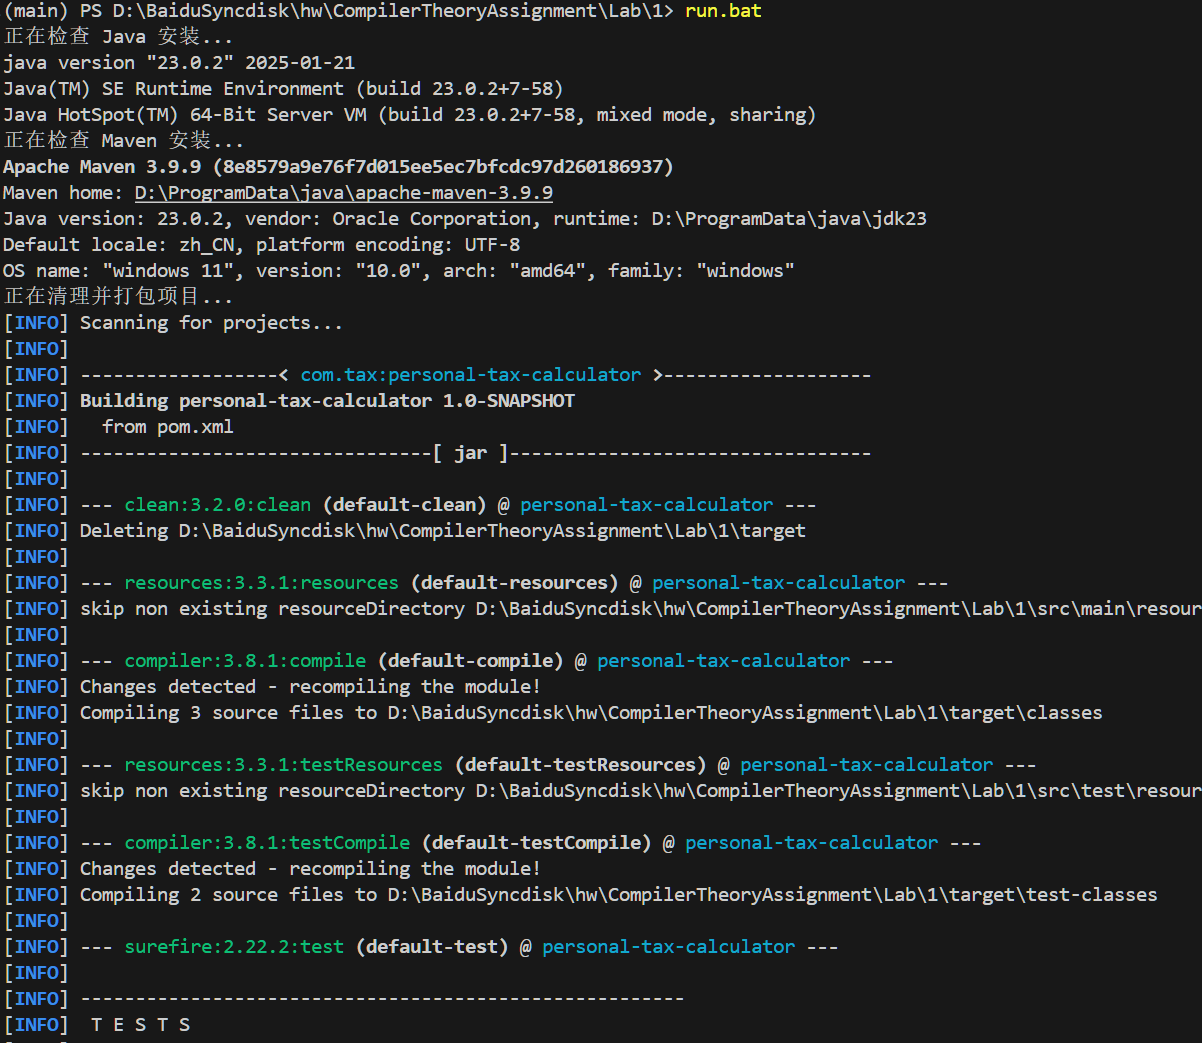 (main) PS D:\BaiduSyncdisk\hw\CompilerTheoryAssignment\Lab\1> run.bat
正在检查 Java 安装...
java version "23.0.2" 2025-01-21
Java(TM) SE Runtime Environment (build 23.0.2+7-58)
Java HotSpot(TM) 64-Bit Server VM (build 23.0.2+7-58, mixed mode, sharing)
正在检查 Maven 安装...
Apache Maven 3.9.9 (8e8579a9e76f7d015ee5ec7bfcdc97d260186937)
Maven home: D:\ProgramData\java\apache-maven-3.9.9
Java version: 23.0.2, vendor: Oracle Corporation, runtime: D:\ProgramData\java\jdk23
Default locale: zh_CN, platform encoding: UTF-8
OS name: "windows 11", version: "10.0", arch: "amd64", family: "windows"
正在清理并打包项目...
[INFO] Scanning for projects...
[INFO]
[INFO] ------------------< com.tax:personal-tax-calculator >-------------------
[INFO] Building personal-tax-calculator 1.0-SNAPSHOT
[INFO]   from pom.xml
[INFO] --------------------------------[ jar ]---------------------------------
[INFO]
[INFO] --- clean:3.2.0:clean (default-clean) @ personal-tax-calculator ---
[INFO] Deleting D:\BaiduSyncdisk\hw\CompilerTheoryAssignment\Lab\1\target
[INFO]
[INFO] --- resources:3.3.1:resources (default-resources) @ personal-tax-calculator ---
[INFO] skip non existing resourceDirectory D:\BaiduSyncdisk\hw\CompilerTheoryAssignment\Lab\1\src\main\resour
[INFO]
[INFO] --- compiler:3.8.1:compile (default-compile) @ personal-tax-calculator ---
[INFO] Changes detected - recompiling the module!
[INFO] Compiling 3 source files to D:\BaiduSyncdisk\hw\CompilerTheoryAssignment\Lab\1\target\classes
[INFO]
[INFO] --- resources:3.3.1:testResources (default-testResources) @ personal-tax-calculator ---
[INFO] skip non existing resourceDirectory D:\BaiduSyncdisk\hw\CompilerTheoryAssignment\Lab\1\src\test\resour
[INFO]
[INFO] --- compiler:3.8.1:testCompile (default-testCompile) @ personal-tax-calculator ---
[INFO] Changes detected - recompiling the module!
[INFO] Compiling 2 source files to D:\BaiduSyncdisk\hw\CompilerTheoryAssignment\Lab\1\target\test-classes
[INFO]
[INFO] --- surefire:2.22.2:test (default-test) @ personal-tax-calculator ---
[INFO]
[INFO] -------------------------------------------------------
[INFO]  T E S T S